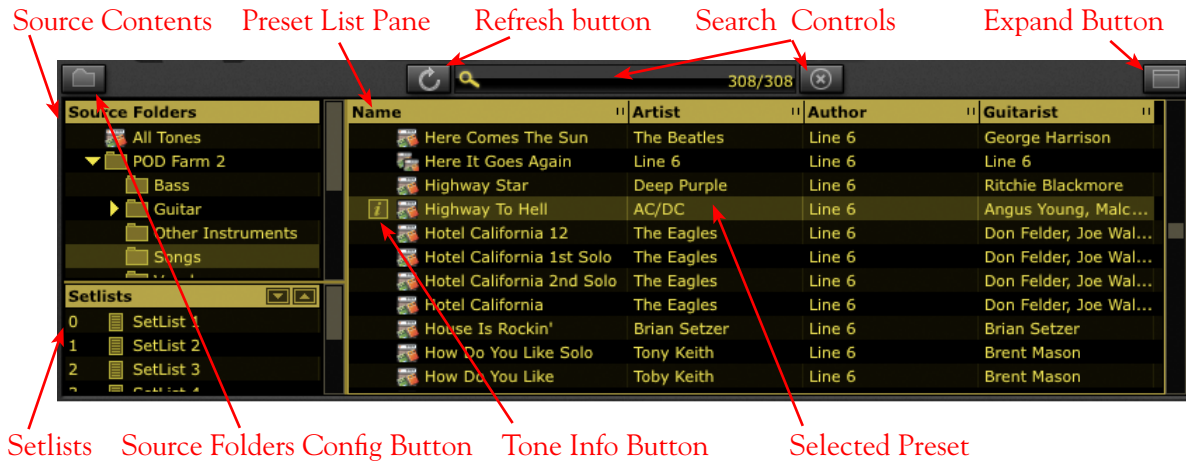 Source Contents Preset List Pane Refresh button Search Controls Expand Button
308/308
Source Folders
All Tones
POD Farm 2
Bass
Guitar
Other Instruments
Songs
Setlists
0 SetList 1
1 SetList 2
2 SetList 3
Name Artist Author Guitarist
Here Comes The Sun The Beatles Line 6 George Harrison
Here It Goes Again Line 6 Line 6 Line 6
Highway Star Deep Purple Line 6 Ritchie Blackmore
i Highway To Hell AC/DC Line 6 Angus Young, Malc...
Hotel California 12 The Eagles Line 6 Don Felder, Joe Wal...
Hotel California 1st Solo The Eagles Line 6 Don Felder, Joe Wal...
Hotel California 2nd Solo The Eagles Line 6 Don Felder, Joe Wal...
Hotel California The Eagles Line 6 Don Felder, Joe Wal...
House Is Rockin' Brian Setzer Line 6 Brian Setzer
How Do You Like Solo Tony Keith Line 6 Brent Mason
How Do You Like Toby Keith Line 6 Brent Mason
Setlists Source Folders Config Button Tone Info Button Selected Preset